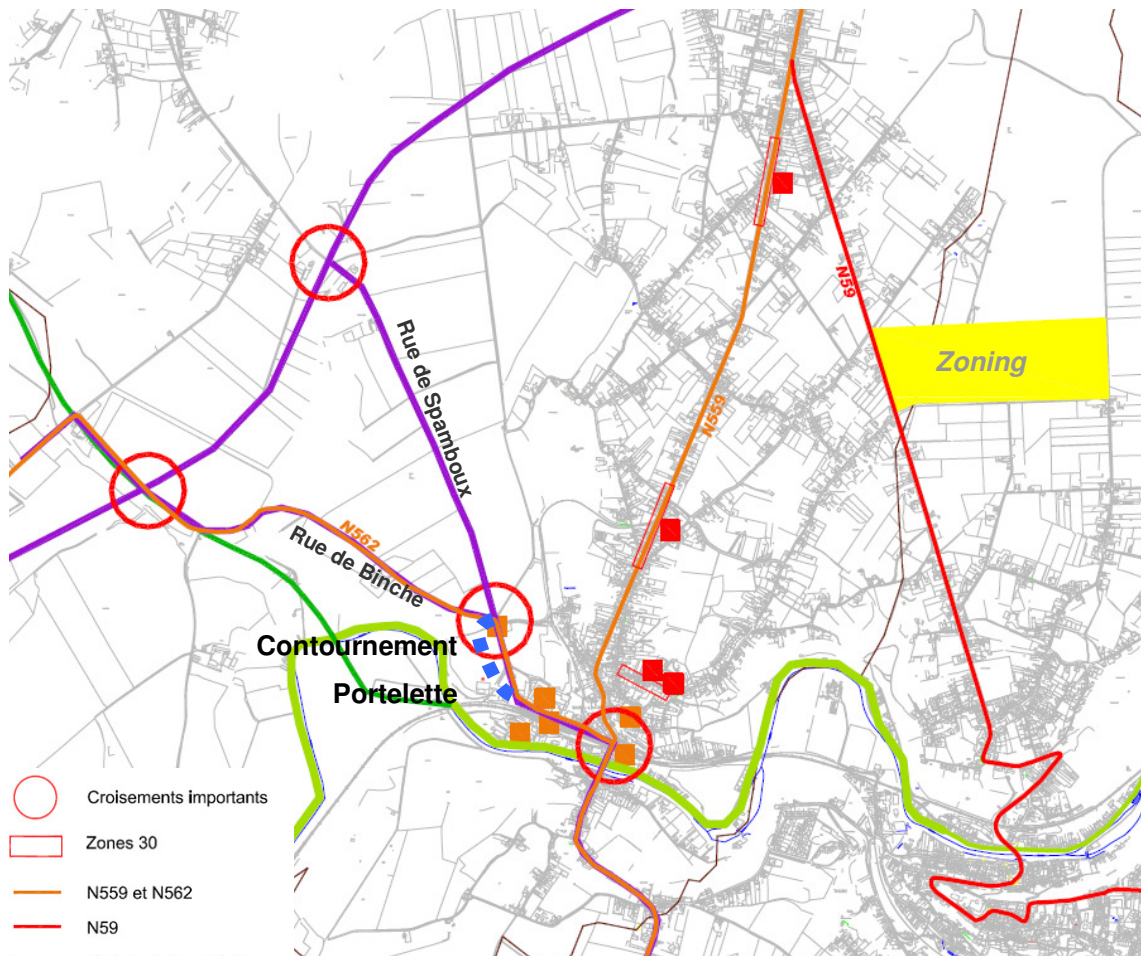 N59
Zoning
Rue de Spamboux
N559
N562
Rue de Binche
Contournement
Portelette
Croisements importants
Zones 30
N559 et N562
N59